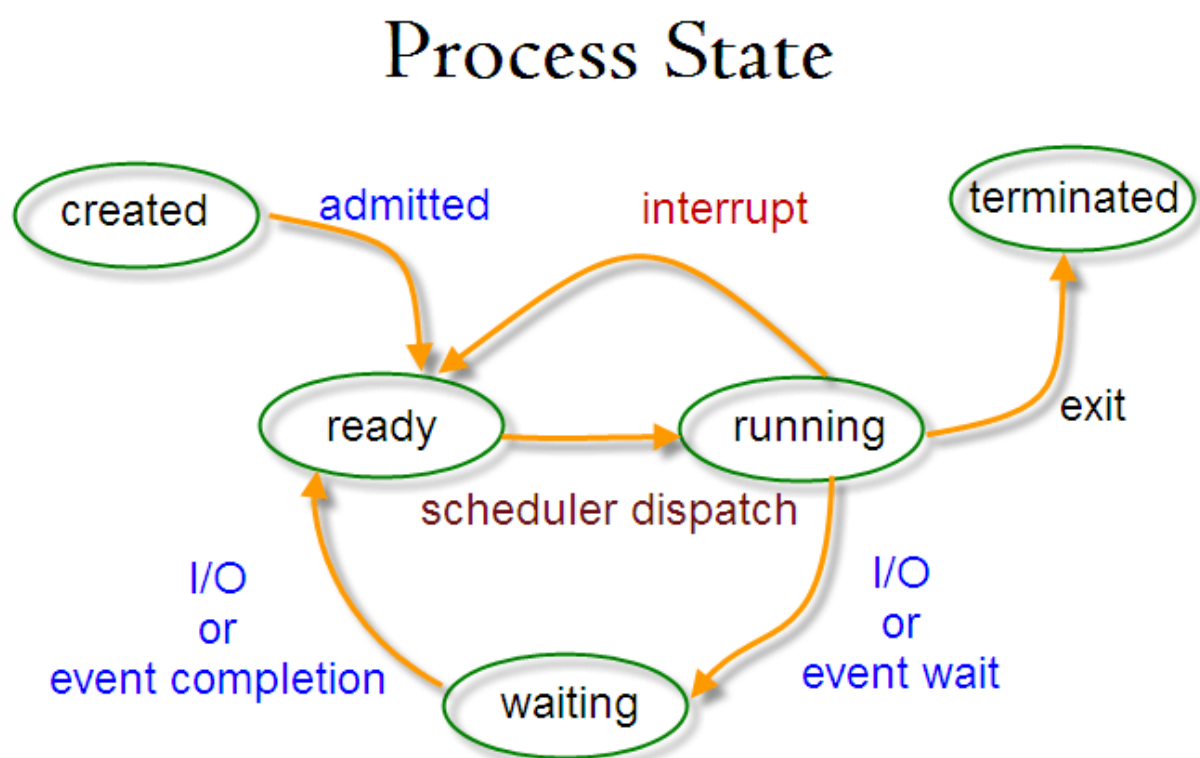 Process State
created
admitted
interrupt
terminated
ready
running
exit
scheduler dispatch
I/O
or
event completion
I/O
or
event wait
waiting